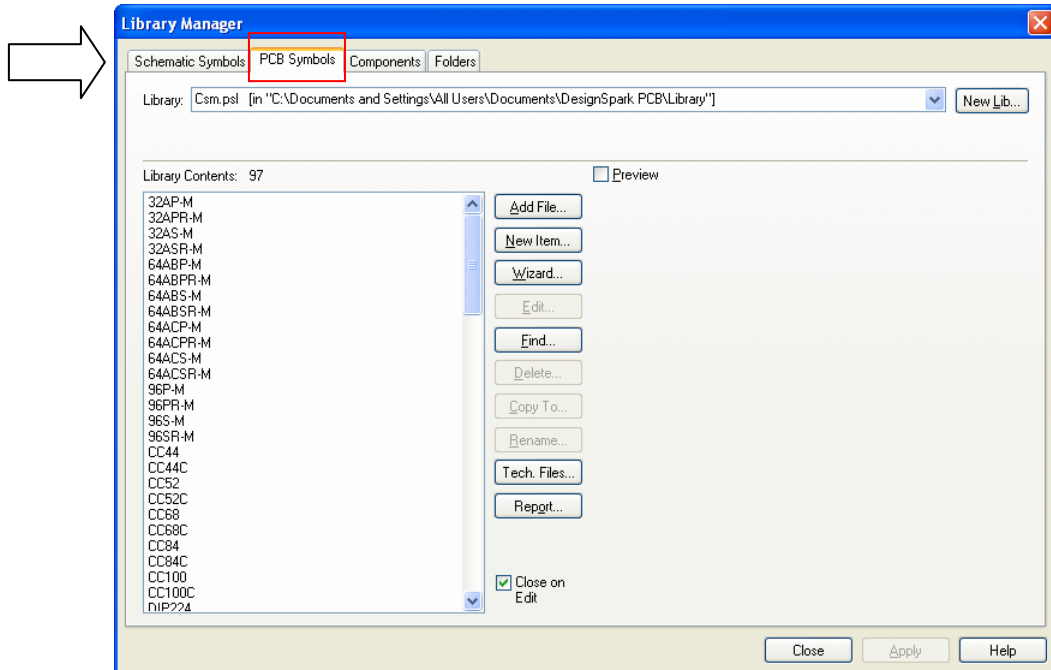 Library Manager
Schematic Symbols PCB Symbols Components Folders
Library: Csm.psl [in "C:\Documents and Settings\All Users\Documents\DesignSpark PCB\Library"] New Lib...
Library Contents: 97
Preview
32AP-M
32APR-M
32AS-M
32ASR-M
64ABP-M
64ABPR-M
64ABS-M
64ABSR-M
64ACP-M
64ACPR-M
64ACS-M
64ACSR-M
96P-M
96PR-M
96S-M
96SR-M
CC44
CC44C
CC52
CC52C
CC68
CC68C
CC84
CC84C
CC100
CC100C
DIP224
Add File...
New Item...
Wizard...
Edit...
Find...
Delete...
Copy To...
Rename...
Tech. Files...
Report...
Close on
Edit
Close Apply Help